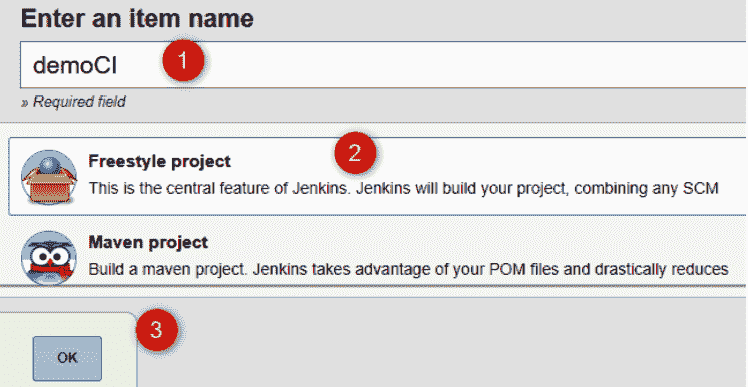 Enter an item name
demoCI
1
» Required field
Freestyle project
2
This is the central feature of Jenkins. Jenkins will build your project, combining any SCM
Maven project
Build a maven project. Jenkins takes advantage of your POM files and drastically reduces
3
OK